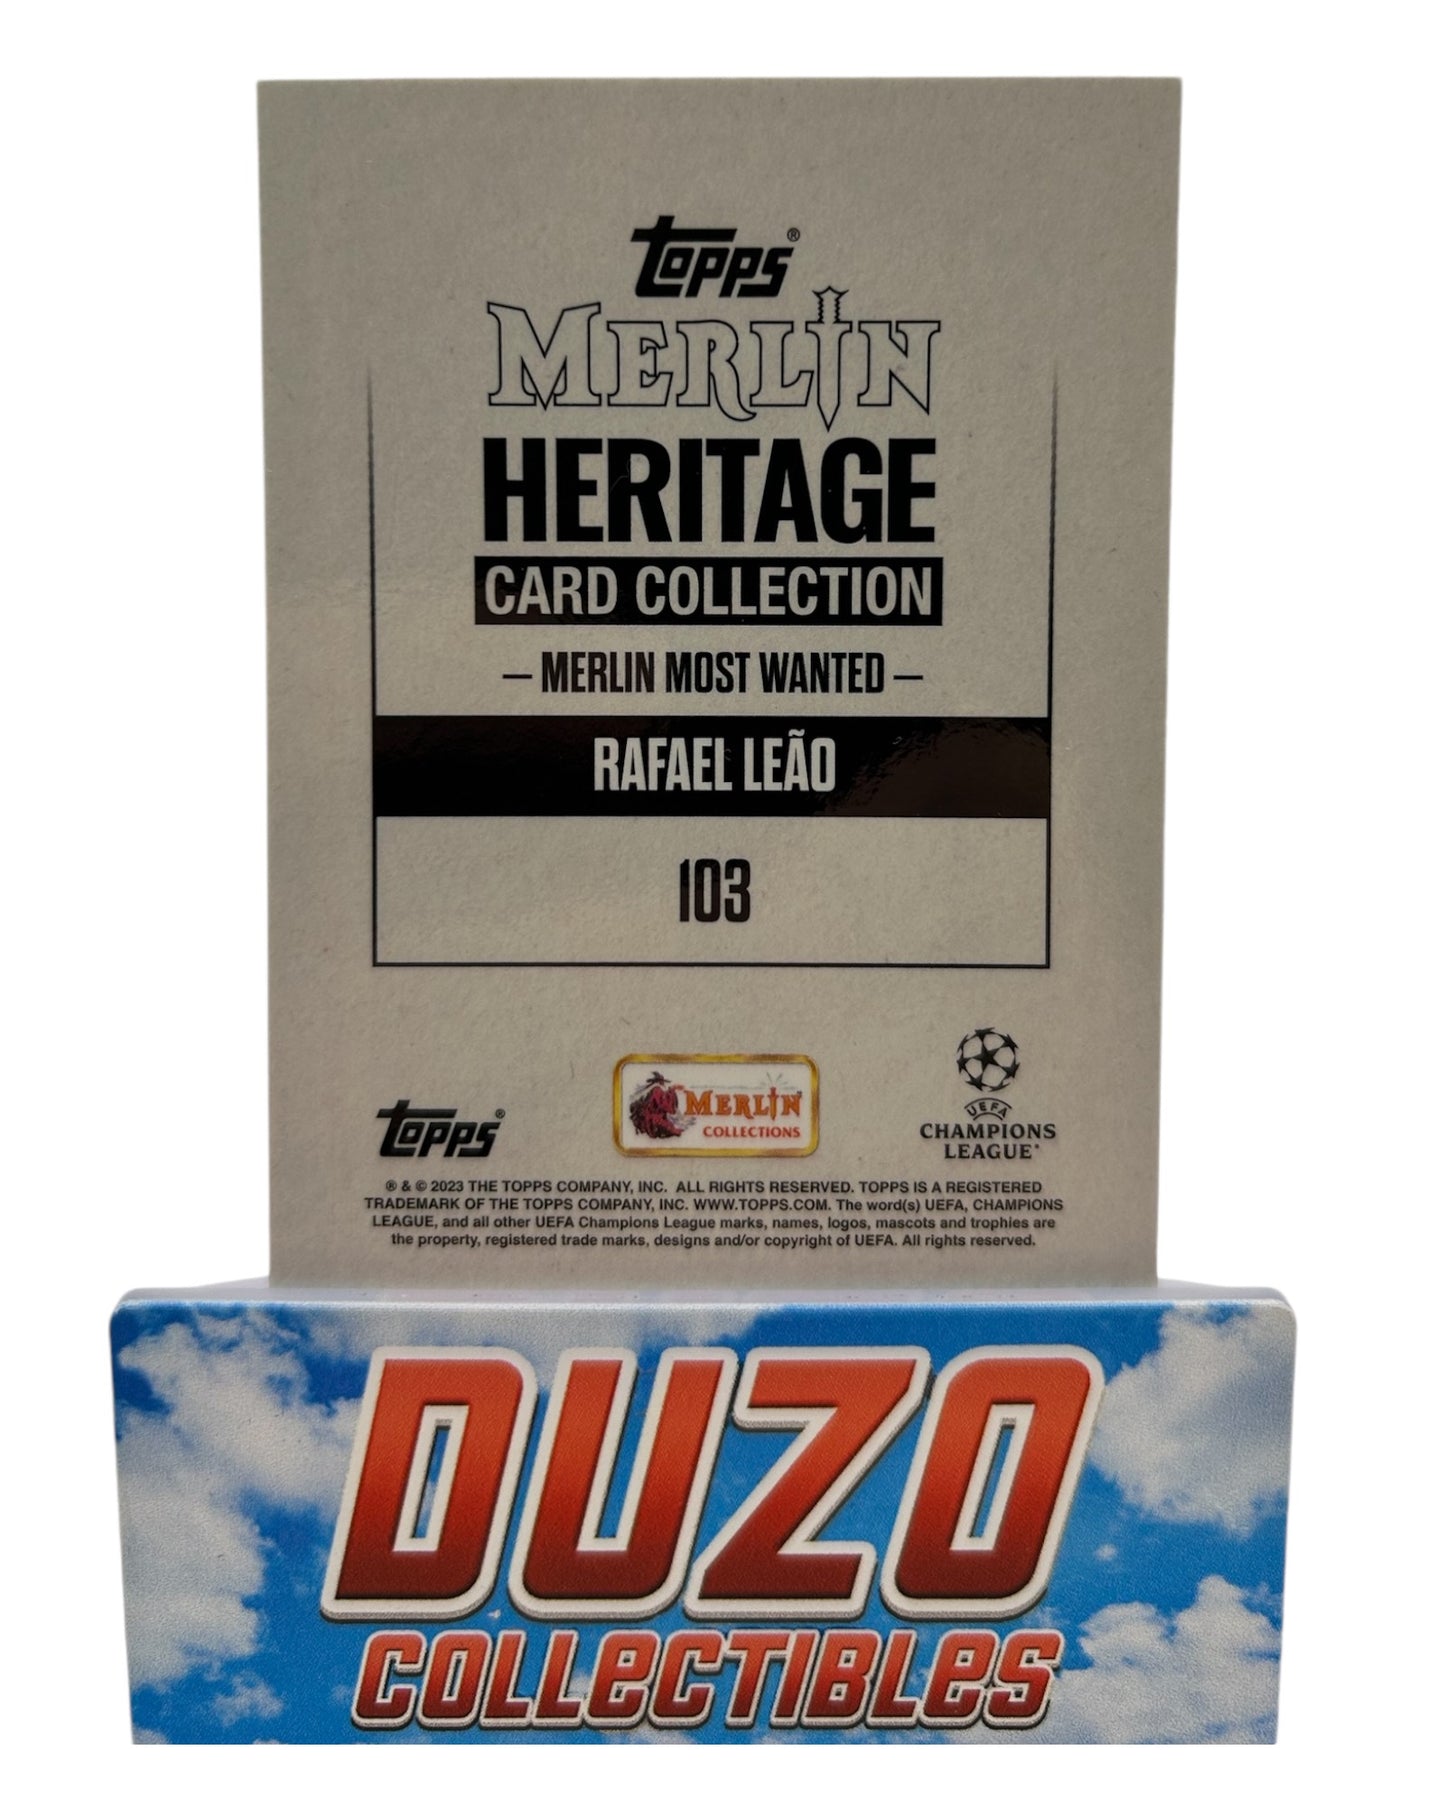 Topps®
MERLIN
HERITAGE
CARD COLLECTION
– MERLIN MOST WANTED –
RAFAEL LEÃO
103
Topps®
MERLIN
COLLECTIONS
UEFA
CHAMPIONS
LEAGUE®
® & © 2023 THE TOPPS COMPANY, INC. ALL RIGHTS RESERVED. TOPPS IS A REGISTERED
TRADEMARK OF THE TOPPS COMPANY, INC. WWW.TOPPS.COM. The word(s) UEFA, CHAMPIONS
LEAGUE, and all other UEFA Champions League marks, names, logos, mascots and trophies are
the property, registered trade marks, designs and/or copyright of UEFA. All rights reserved.
DUZO
COLLeCTIBLeS